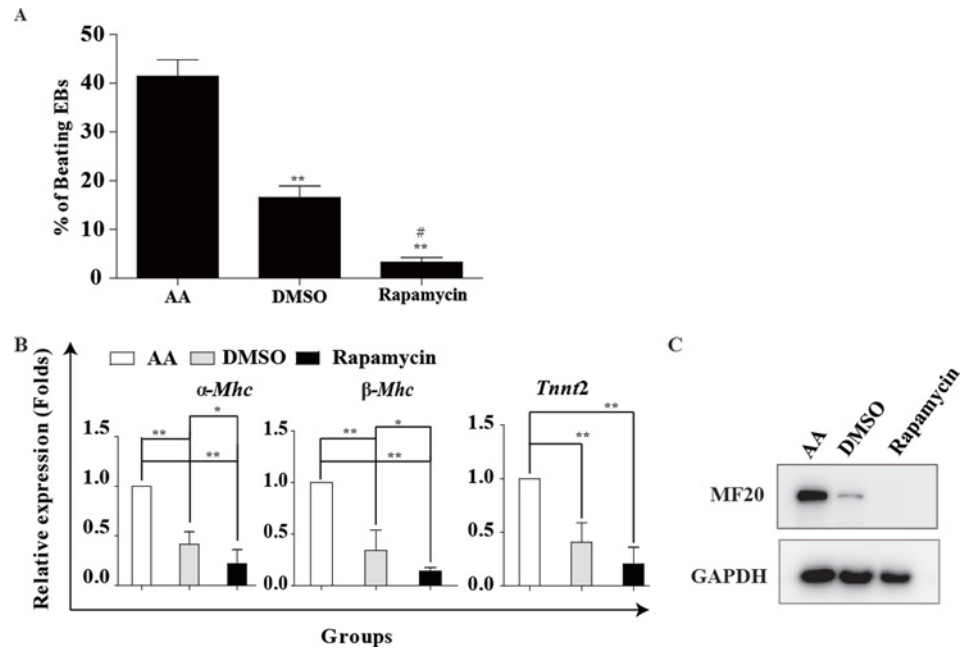 A
50
40
30
20
10
0
% of Beating EBs
**
#
**
AA DMSO Rapamycin
B
AA DMSO Rapamycin
Relative expression (Folds)
α-Mhc β-Mhc Tnnt2
1.5
1.0
0.5
0.0
*
**
**
1.5
1.0
0.5
0.0
*
**
**
1.5
1.0
0.5
0.0
**
**
Groups
C
AA DMSO Rapamycin
MF20
GAPDH